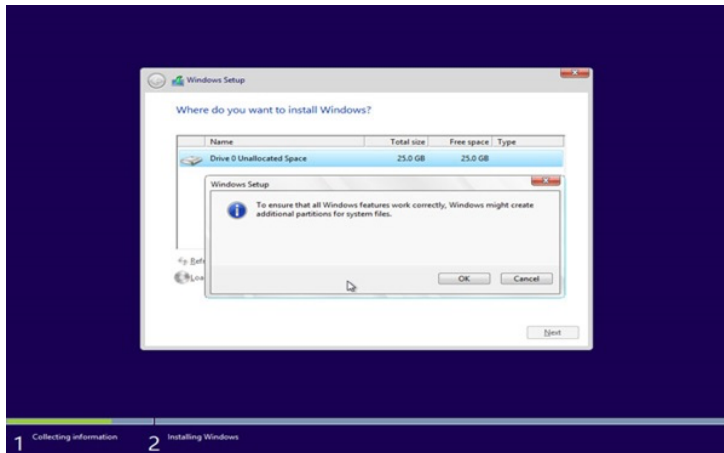 Windows Setup
Where do you want to install Windows?
Name Total size Free space Type
Drive 0 Unallocated Space 25.0 GB 25.0 GB
Windows Setup
To ensure that all Windows features work correctly, Windows might create
additional partitions for system files.
OK Cancel
Next
1 Collecting information 2 Installing Windows